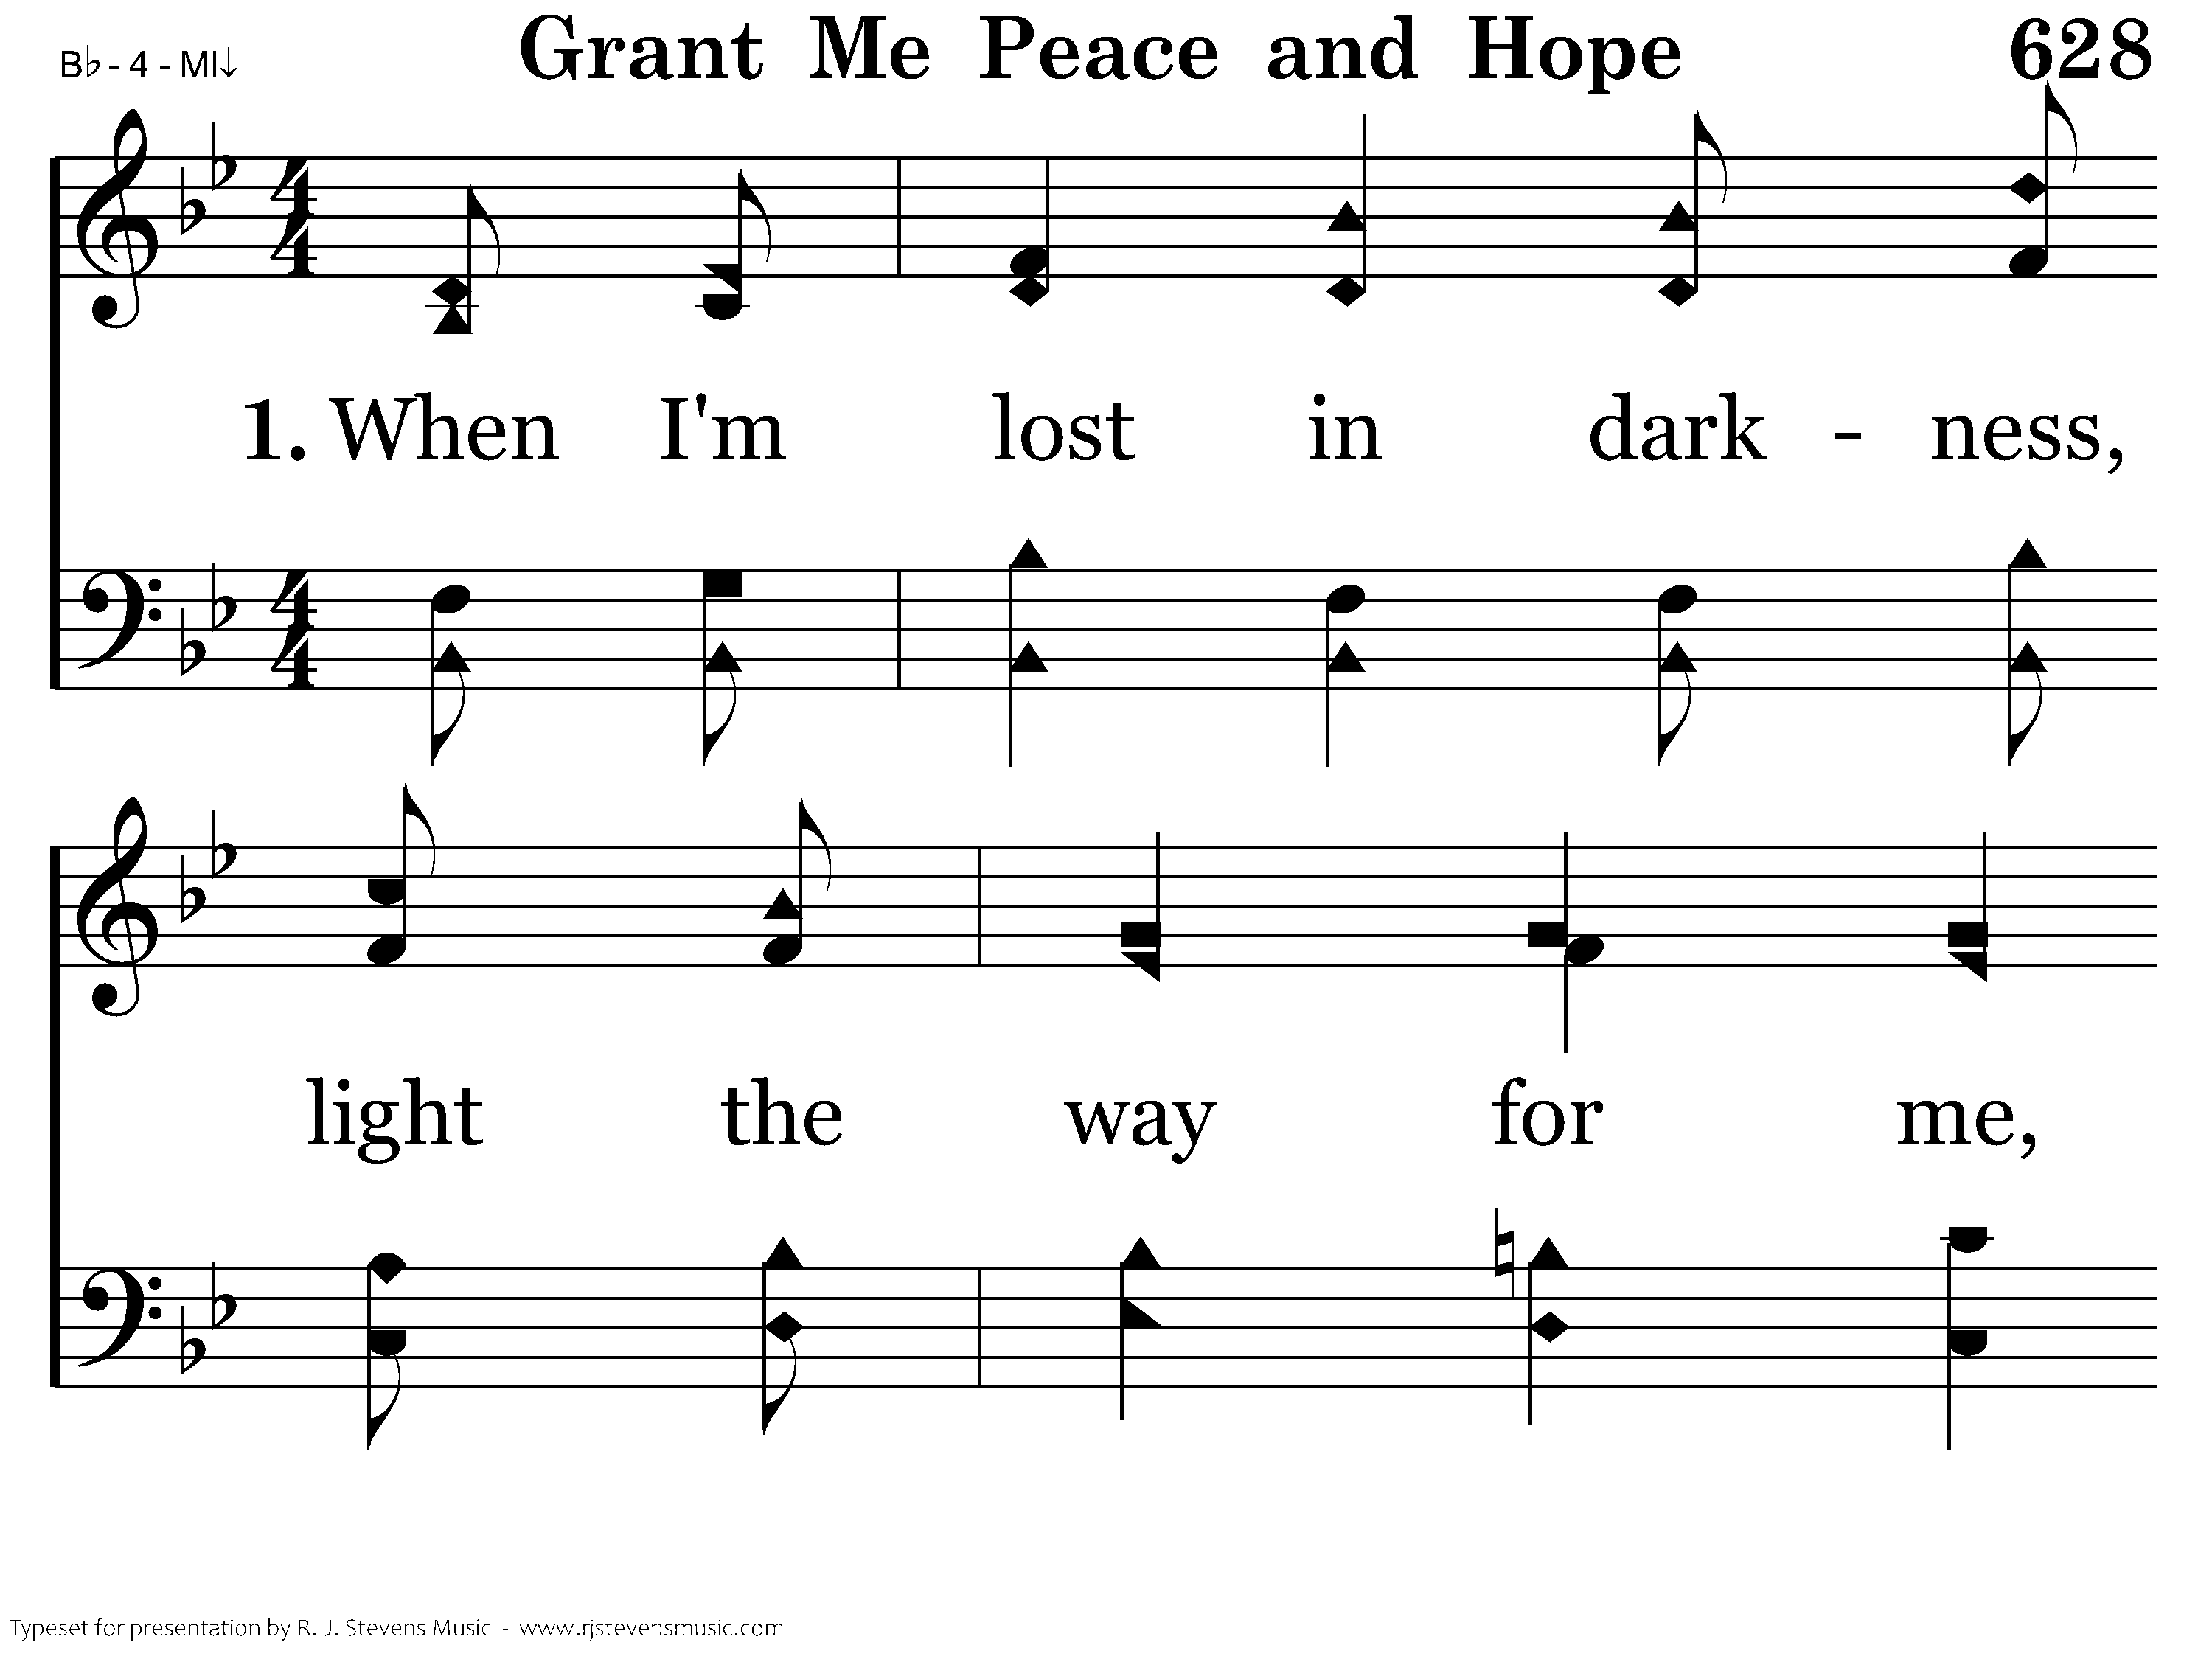 Grant Me Peace and Hope 628
B♭ - 4 - MI↓
1. When I'm lost in dark - ness,
light the way for me,
Typeset for presentation by R. J. Stevens Music - www.rjstevensmusic.com